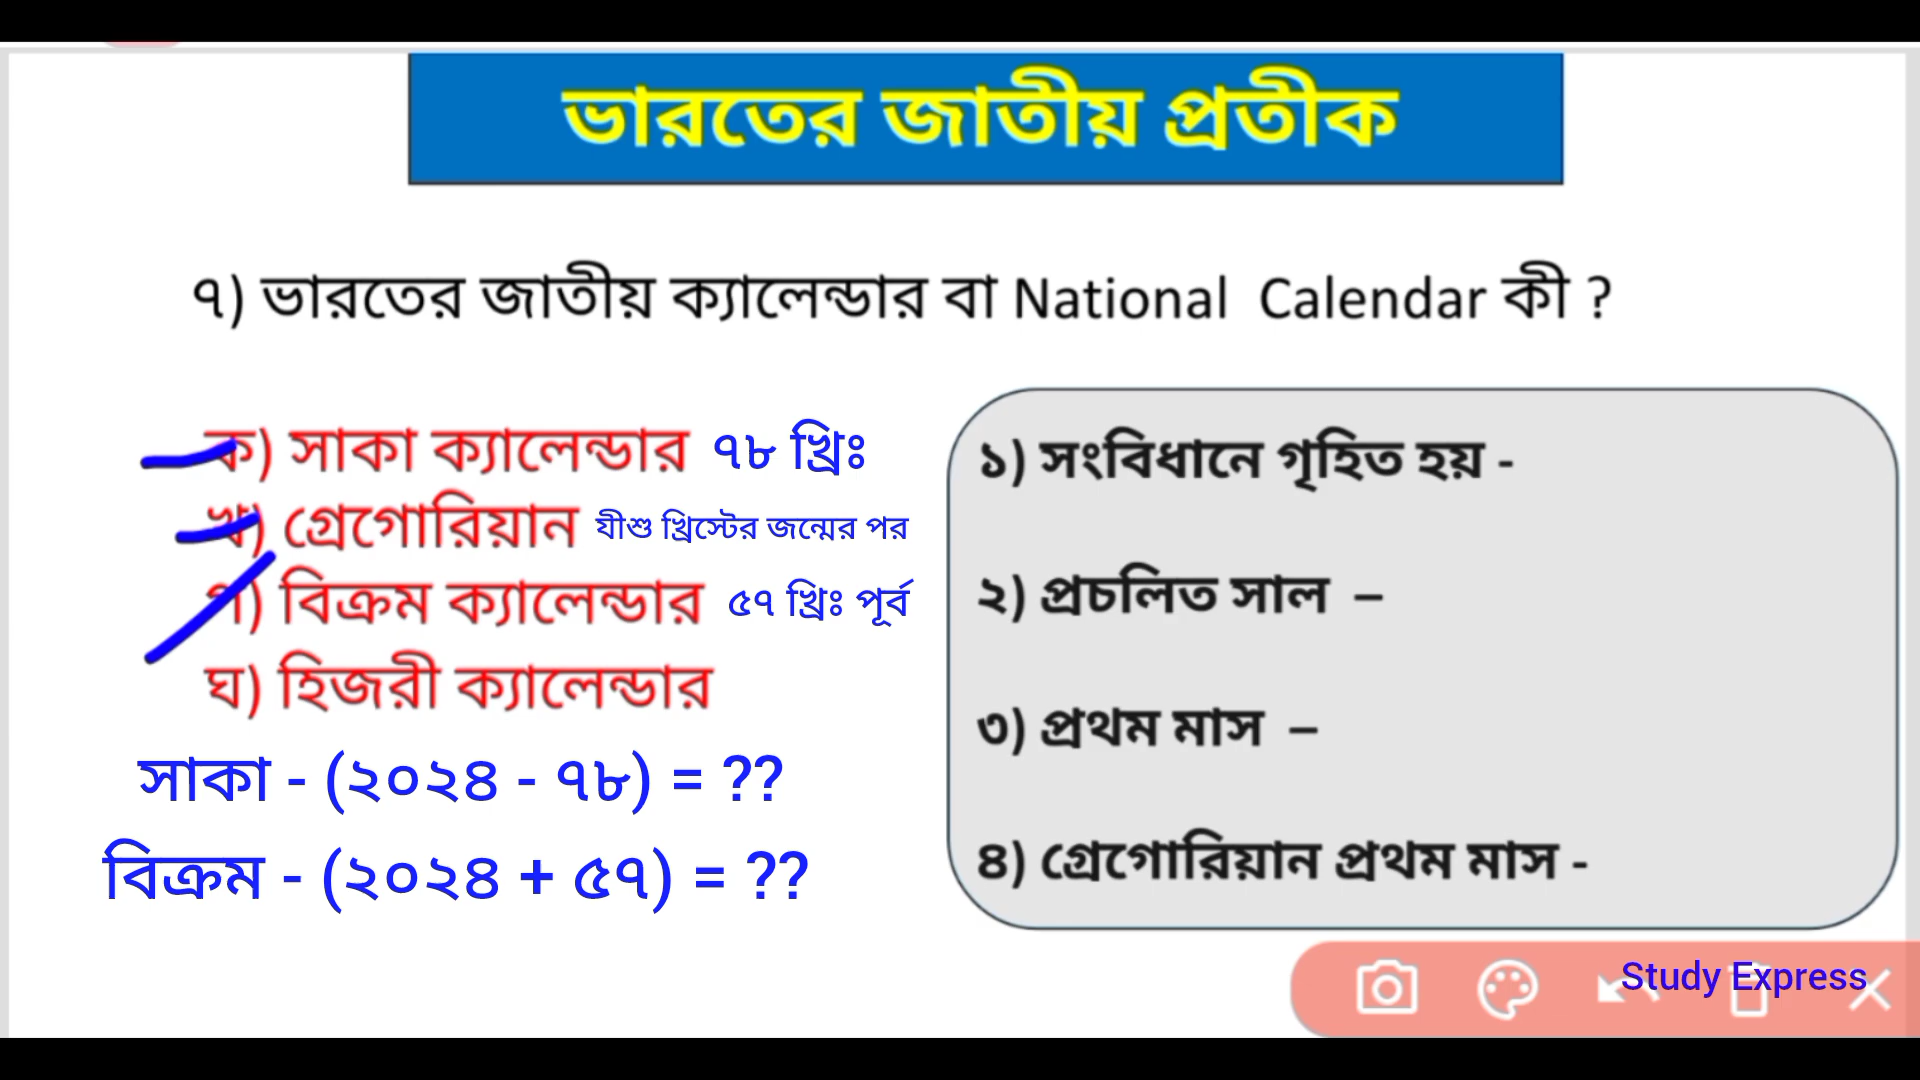 ভারতের জাতীয় প্রতীক
৭) ভারতের জাতীয় ক্যালেন্ডার বা National Calendar কী ?
ক) সাকা ক্যালেন্ডার ৭৮ খ্রিঃ
খ) গ্রেগোরিয়ান যীশু খ্রিস্টের জন্মের পর
গ) বিক্রম ক্যালেন্ডার ৫৭ খ্রিঃ পূর্ব
ঘ) হিজরী ক্যালেন্ডার
সাকা - (২০২৪ - ৭৮) = ??
বিক্রম - (২০২৪ + ৫৭) = ??
১) সংবিধানে গৃহিত হয় -
২) প্রচলিত সাল –
৩) প্রথম মাস –
৪) গ্রেগোরিয়ান প্রথম মাস -
Study Express